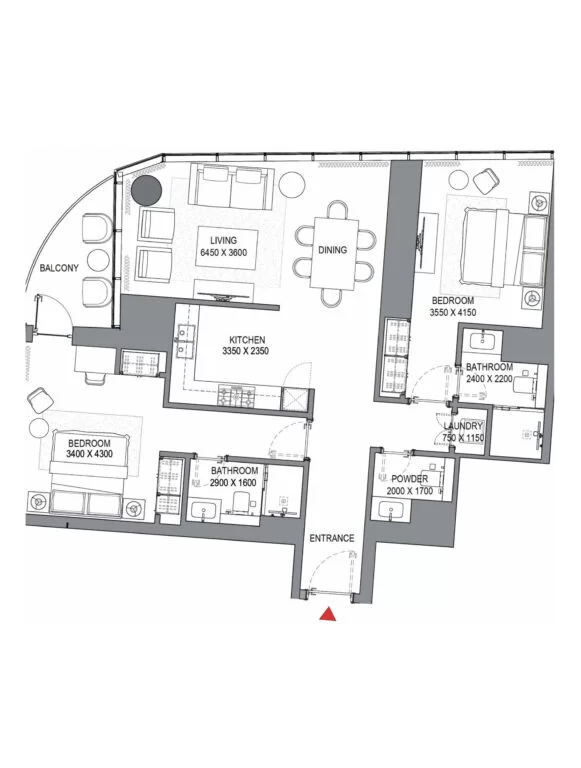 LIVING
6450 X 3600
DINING
BALCONY
BEDROOM
3550 X 4150
KITCHEN
3350 X 2350
BATHROOM
2400 X 2200
LAUNDRY
750 X 1150
BEDROOM
3400 X 4300
BATHROOM
2900 X 1600
POWDER
2000 X 1700
ENTRANCE